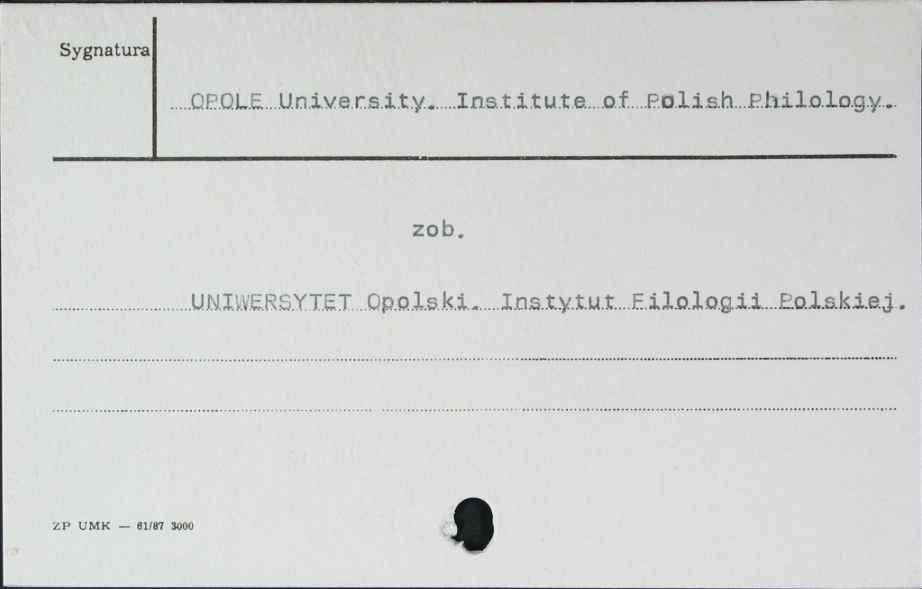 Sygnatura
OPOLE University. Institute of Polish Philology.
zob.
UNIWERSYTET Opolski. Instytut Filologii Polskiej.
ZP UMK — 61/87 3000